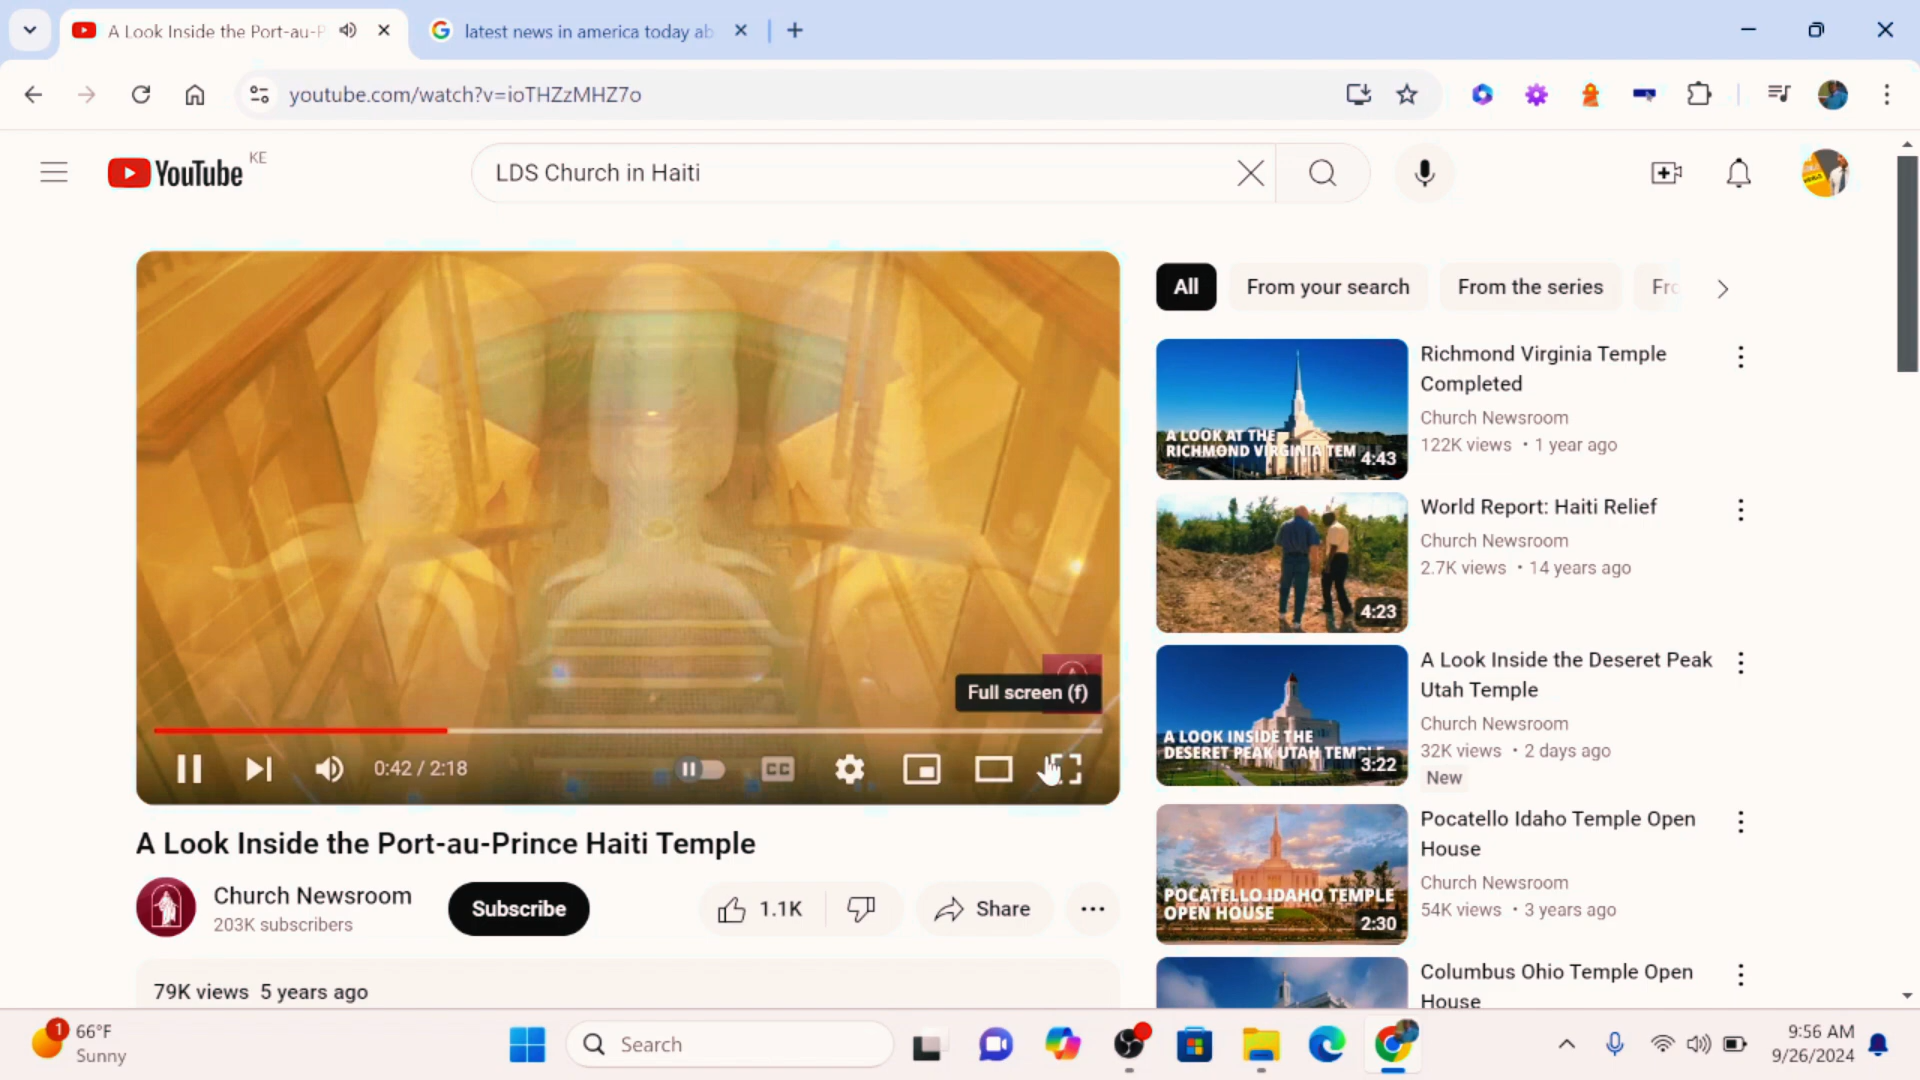 A Look Inside the Port-au-P
latest news in america today ab
youtube.com/watch?v=ioTHZzMHZ7o
YouTube KE
LDS Church in Haiti
All
From your search
From the series
Fro
A LOOK AT THE
RICHMOND VIRGINIA TEM
4:43
Richmond Virginia Temple
Completed
Church Newsroom
122K views • 1 year ago
4:23
World Report: Haiti Relief
Church Newsroom
2.7K views • 14 years ago
A LOOK INSIDE THE
DESERET PEAK UTAH TEMPLE
3:22
A Look Inside the Deseret Peak
Utah Temple
Church Newsroom
32K views • 2 days ago
New
POCATELLO IDAHO TEMPLE
OPEN HOUSE
2:30
Pocatello Idaho Temple Open
House
Church Newsroom
54K views • 3 years ago
Columbus Ohio Temple Open
House
Full screen (f)
0:42 / 2:18
CC
A Look Inside the Port-au-Prince Haiti Temple
Church Newsroom
203K subscribers
Subscribe
1.1K
Share
79K views 5 years ago
1
66°F
Sunny
Search
9:56 AM
9/26/2024